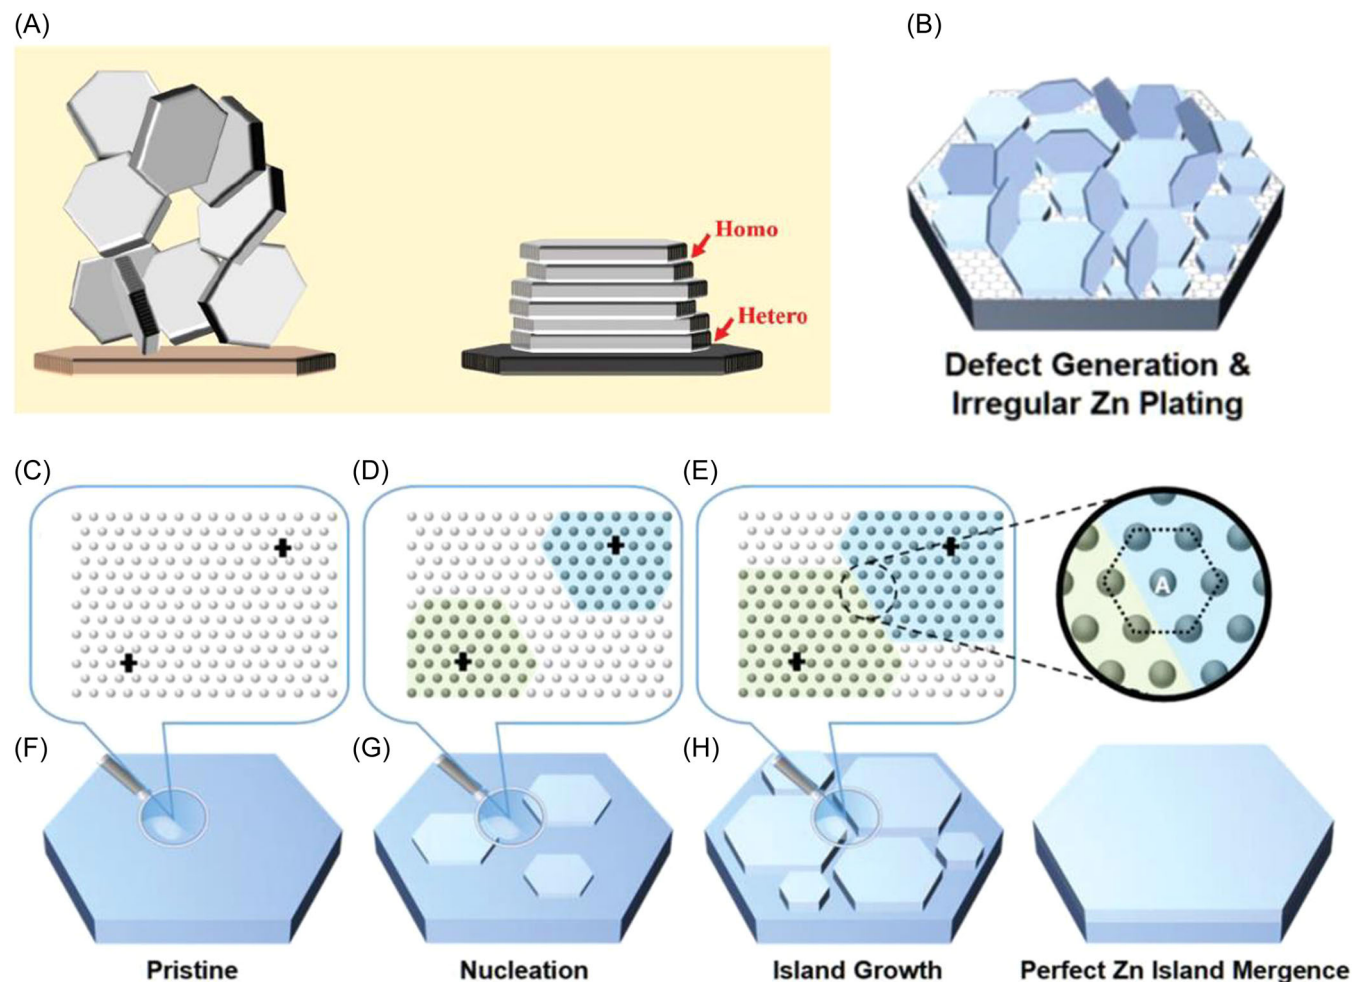 (A)
(B)
Homo
Hetero
Defect Generation &
Irregular Zn Plating
(C)
(D)
(E)
A
(F)
(G)
(H)
Pristine
Nucleation
Island Growth
Perfect Zn Island Mergence